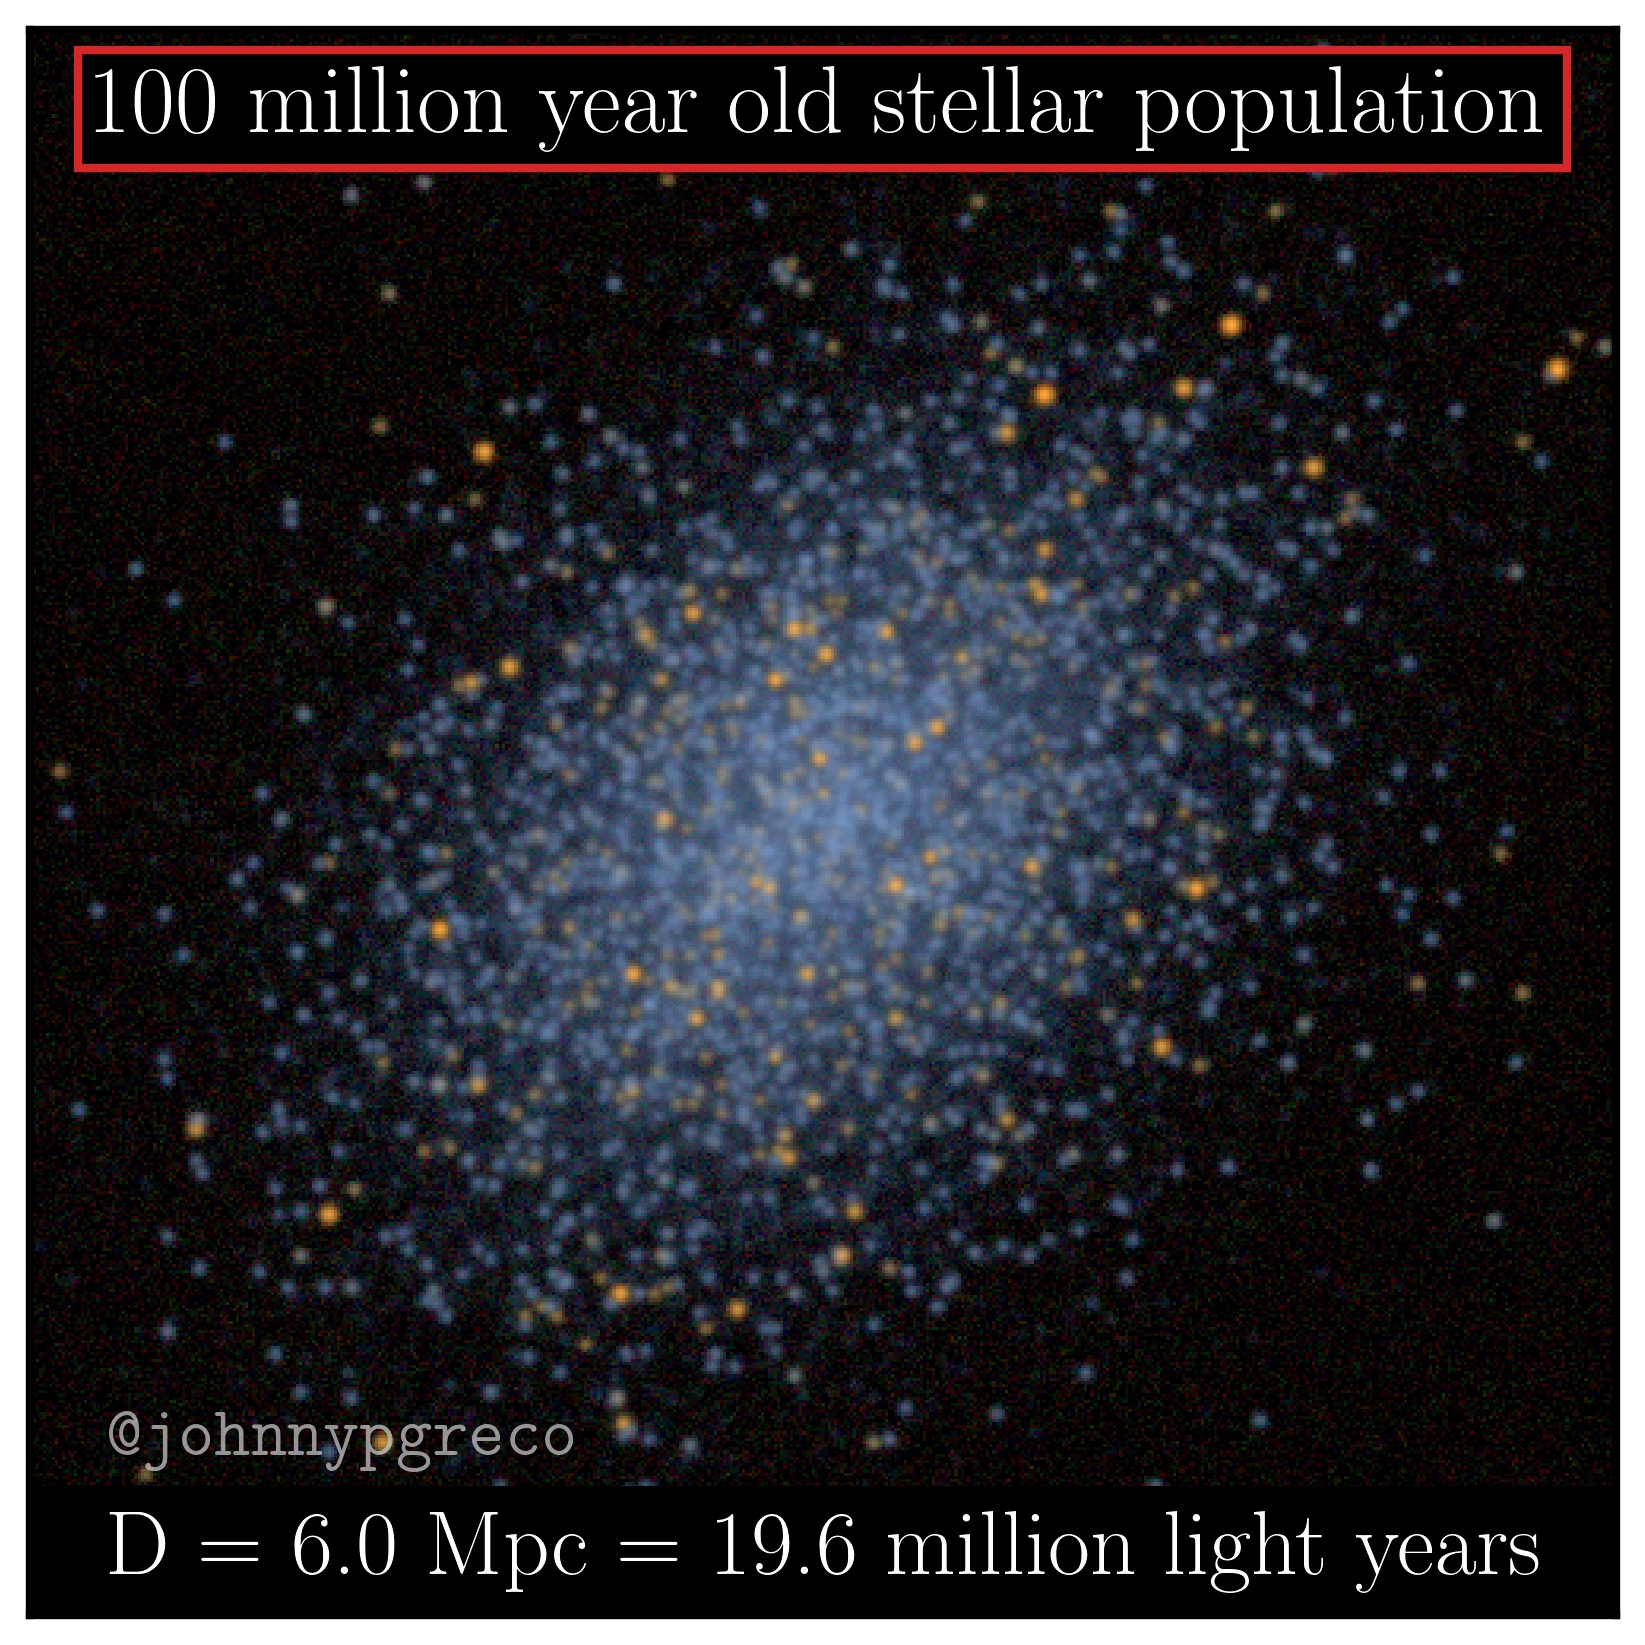 100 million year old stellar population
@johnnypgreco
D = 6.0 Mpc = 19.6 million light years